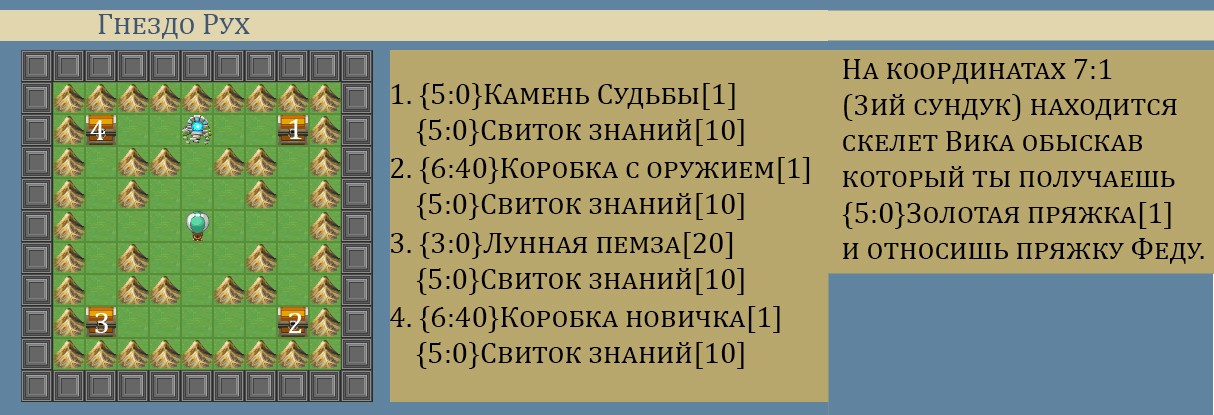 Гнездо Рух
4
1
3
2
1. {5:0}Камень Судьбы[1]
{5:0}Свиток знаний[10]
2. {6:40}Коробка с оружием[1]
{5:0}Свиток знаний[10]
3. {3:0}Лунная пемза[20]
{5:0}Свиток знаний[10]
4. {6:40}Коробка новичка[1]
{5:0}Свиток знаний[10]
На координатах 7:1
(3ий сундук) находится
скелет Вика обыскав
который ты получаешь
{5:0}Золотая пряжка[1]
и относишь пряжку Феду.